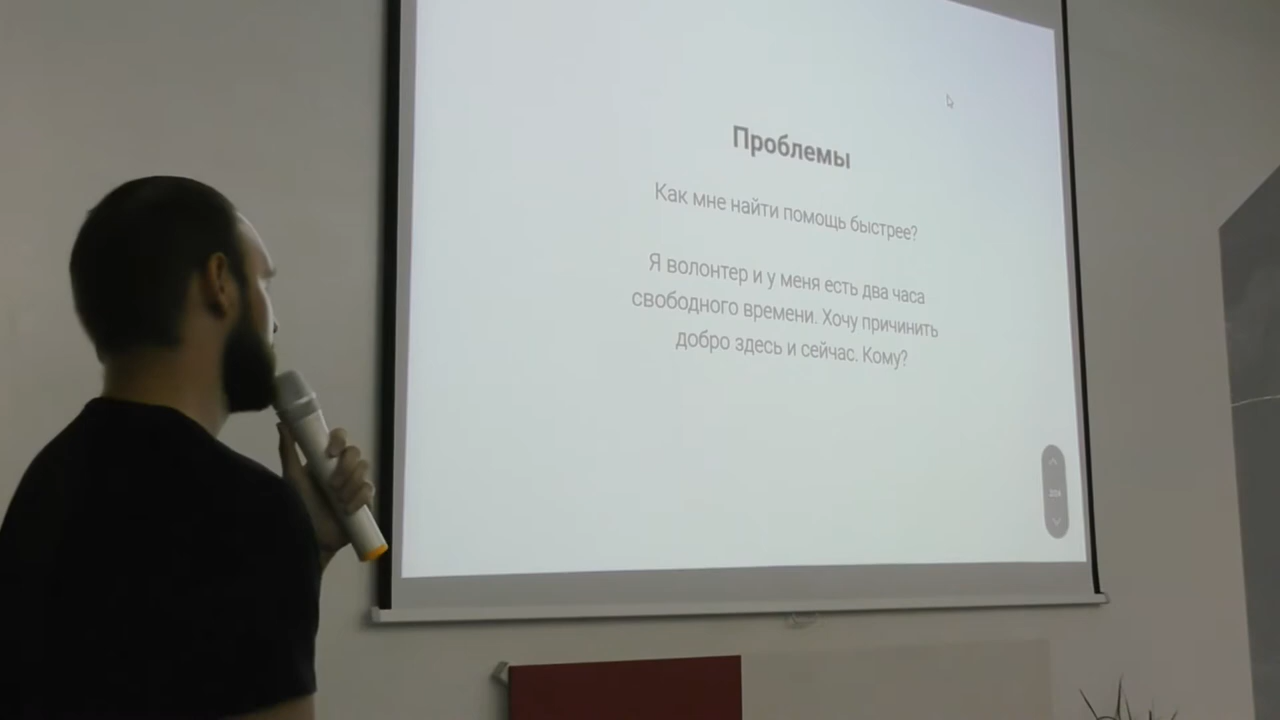 Проблемы
Как мне найти помощь быстрее?
Я волонтер и у меня есть два часа
свободного времени. Хочу причинить
добро здесь и сейчас. Кому?